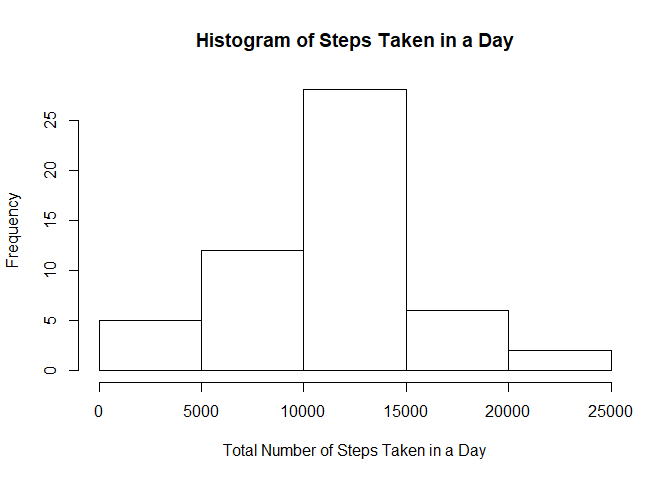 Histogram of Steps Taken in a Day
Frequency
25
20
15
10
5
0
0 5000 10000 15000 20000 25000
Total Number of Steps Taken in a Day